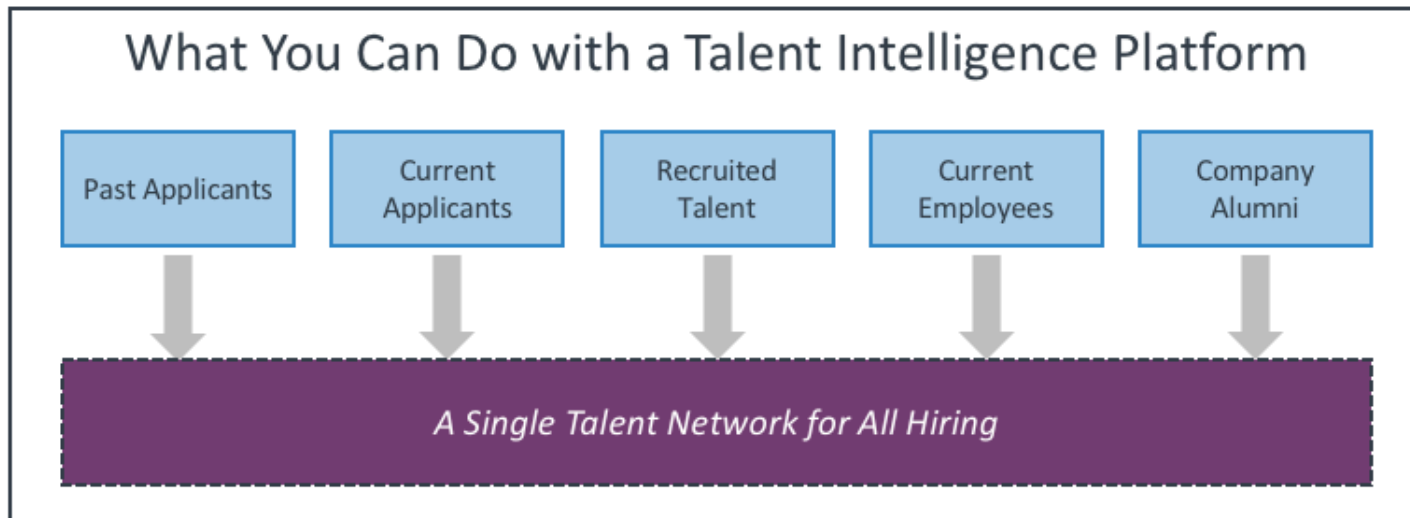 What You Can Do with a Talent Intelligence Platform
Past Applicants
Current
Applicants
Recruited
Talent
Current
Employees
Company
Alumni
A Single Talent Network for All Hiring